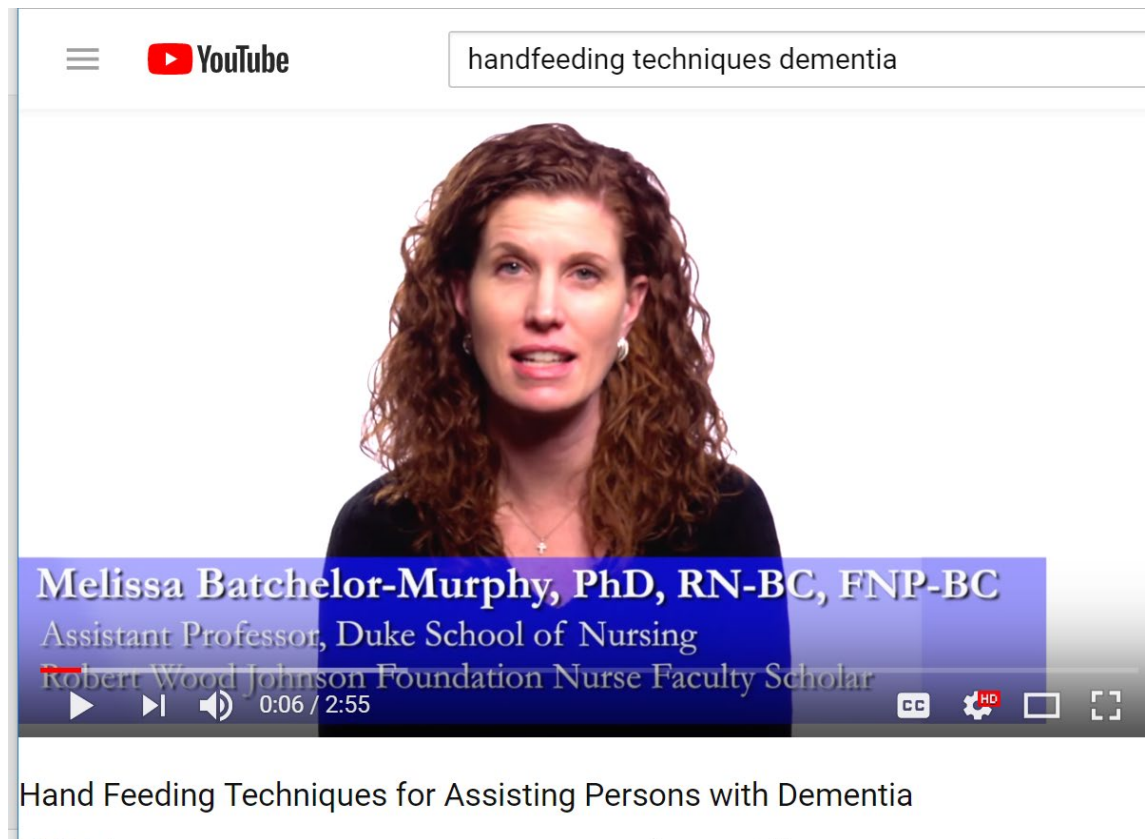 YouTube
handfeeding techniques dementia
Melissa Batchelor-Murphy, PhD, RN-BC, FNP-BC
Assistant Professor, Duke School of Nursing
Robert Wood Johnson Foundation Nurse Faculty Scholar
0:06 / 2:55
CC
HD
Hand Feeding Techniques for Assisting Persons with Dementia